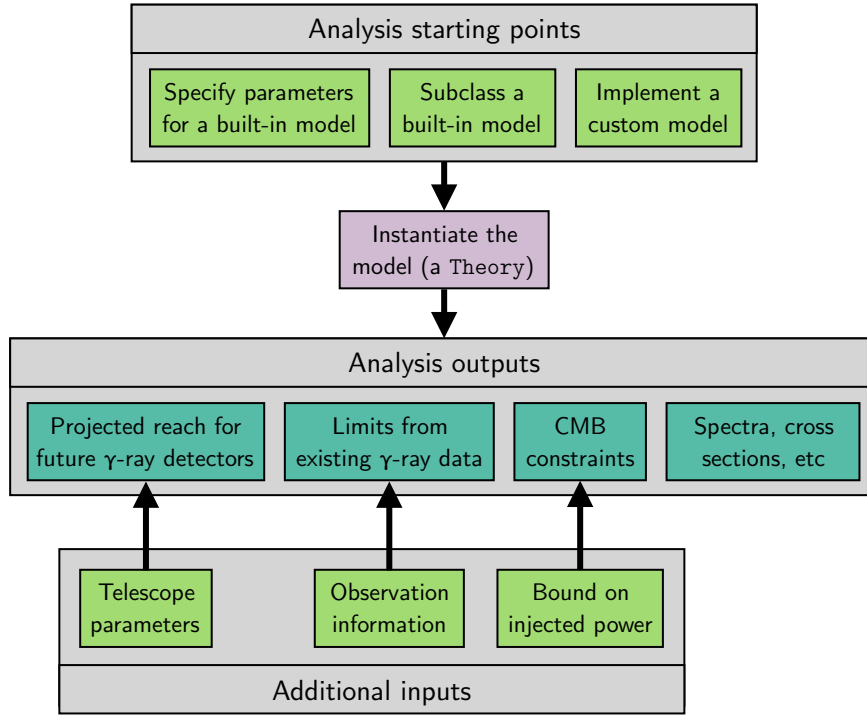 Analysis starting points
Specify parameters
for a built-in model
Subclass a
built-in model
Implement a
custom model
Instantiate the
model (a Theory)
Analysis outputs
Projected reach for
future γ-ray detectors
Limits from
existing γ-ray data
CMB
constraints
Spectra, cross
sections, etc
Telescope
parameters
Observation
information
Bound on
injected power
Additional inputs